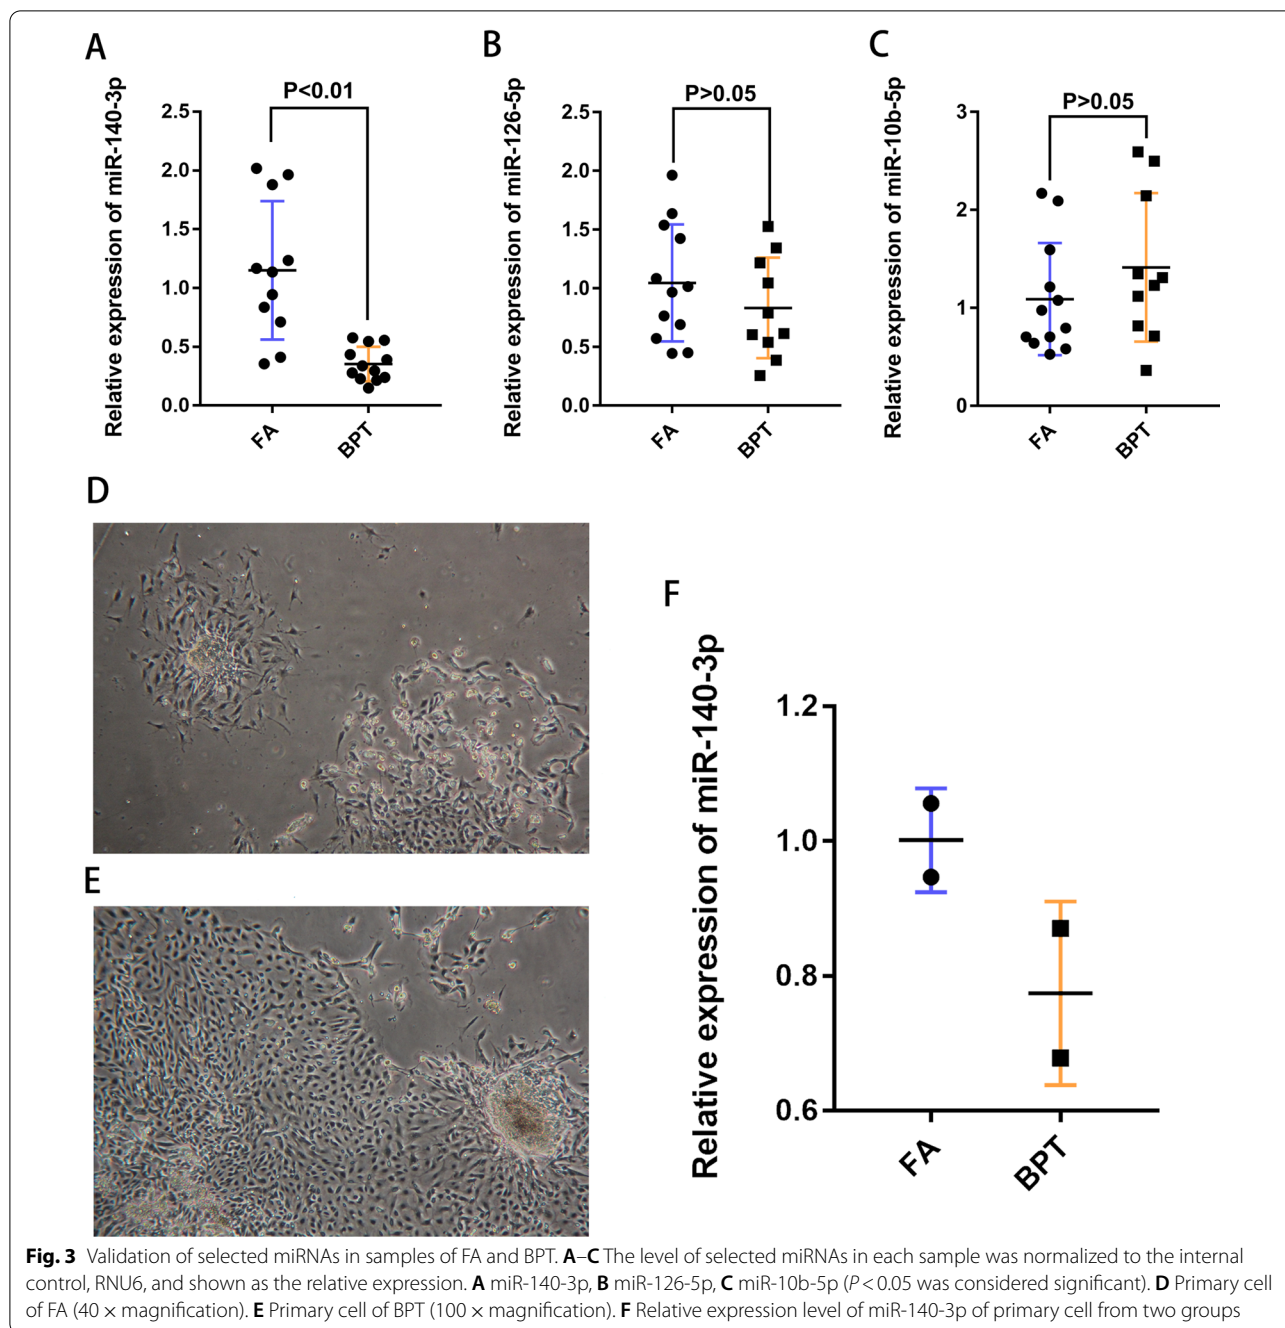 A
P<0.01
Relative expression of miR-140-3p
2.5
2.0
1.5
1.0
0.5
0.0
FA
BPT
B
P>0.05
Relative expression of miR-126-5p
2.5
2.0
1.5
1.0
0.5
0.0
FA
BPT
C
P>0.05
Relative expression of miR-10b-5p
3
2
1
0
FA
BPT
D
E
F
Relative expression of miR-140-3p
1.2
1.0
0.8
0.6
FA
BPT
Fig. 3 Validation of selected miRNAs in samples of FA and BPT. A–C The level of selected miRNAs in each sample was normalized to the internal
control, RNU6, and shown as the relative expression. A miR-140-3p, B miR-126-5p, C miR-10b-5p (P < 0.05 was considered significant). D Primary cell
of FA (40 × magnification). E Primary cell of BPT (100 × magnification). F Relative expression level of miR-140-3p of primary cell from two groups